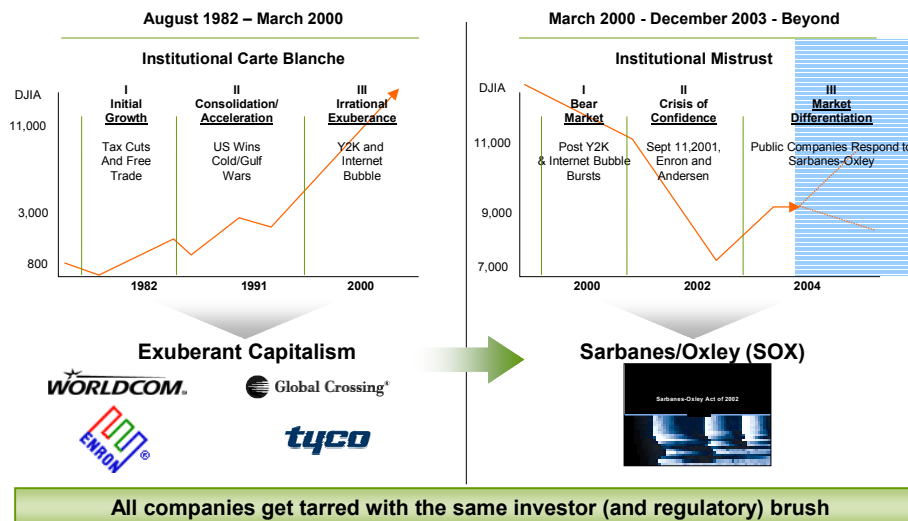 August 1982 – March 2000
Institutional Carte Blanche
DJIA
I
Initial
Growth
II
Consolidation/
Acceleration
III
Irrational
Exuberance
11,000
Tax Cuts
And Free
Trade
US Wins
Cold/Gulf
Wars
Y2K and
Internet
Bubble
3,000
800
1982
1991
2000
Exuberant Capitalism
WORLDCOM
Global Crossing®
ENRON ®
tyco
March 2000 - December 2003 - Beyond
Institutional Mistrust
DJIA
I
Bear
Market
II
Crisis of
Confidence
III
Market
Differentiation
11,000
Post Y2K
& Internet Bubble
Bursts
Sept 11,2001,
Enron and
Andersen
Public Companies Respond to
Sarbanes-Oxley
9,000
7,000
2000
2002
2004
Sarbanes/Oxley (SOX)
Sarbanes-Oxley Act of 2002
All companies get tarred with the same investor (and regulatory) brush